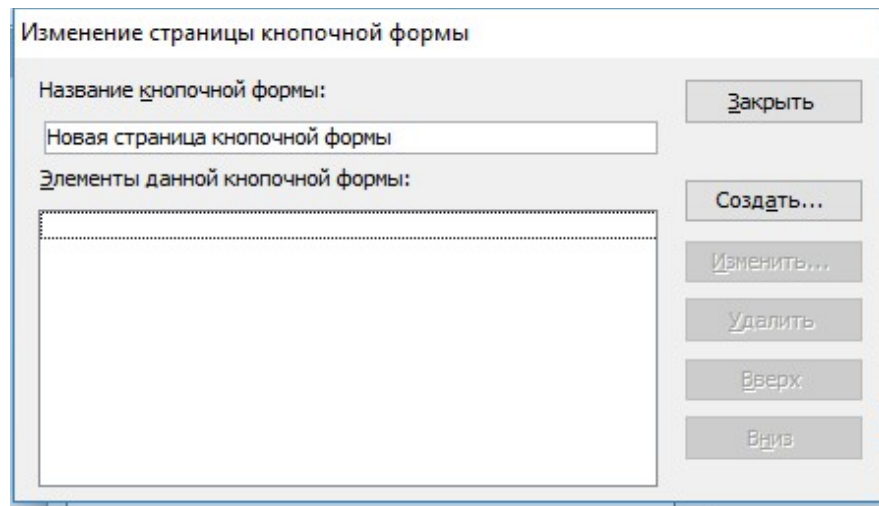 Изменение страницы кнопочной формы
Название кнопочной формы:
Закрыть
Новая страница кнопочной формы
Элементы данной кнопочной формы:
Создать...
Изменить...
Удалить
Вверх
Вниз